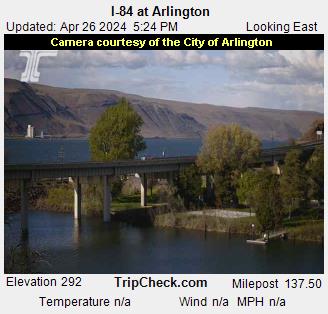 I-84 at Arlington
Updated: Apr 26 2024 5:24 PM Looking East
Camera courtesy of the City of Arlington
Elevation 292 TripCheck.com Milepost 137.50
Temperature n/a Wind n/a MPH n/a